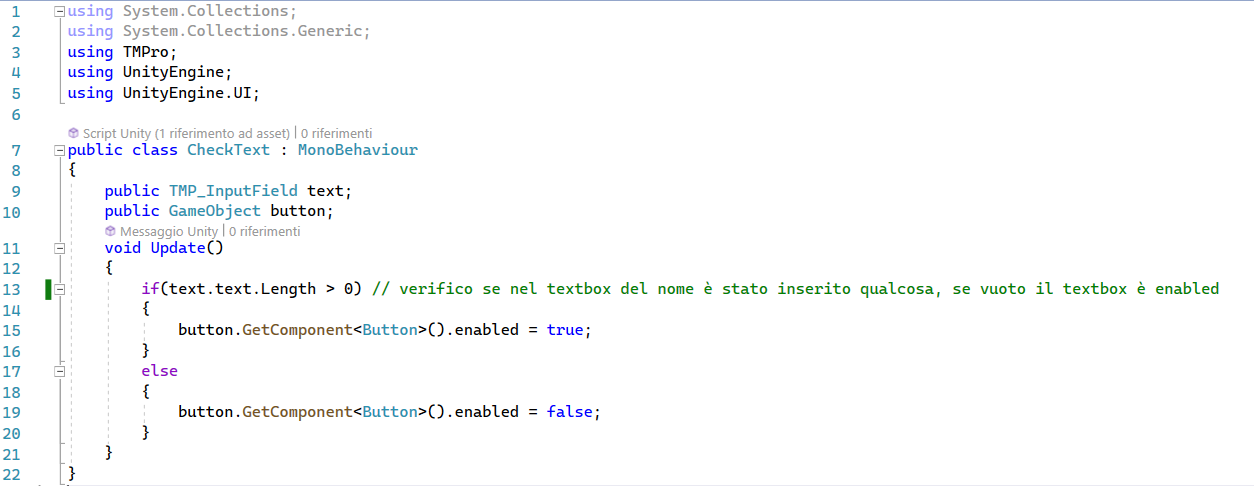 1 using System.Collections;
2 using System.Collections.Generic;
3 using TMPro;
4 using UnityEngine;
5 using UnityEngine.UI;
6
Script Unity (1 riferimento ad asset) | 0 riferimenti
7 public class CheckText : MonoBehaviour
8 {
9 public TMP_InputField text;
10 public GameObject button;
Messaggio Unity | 0 riferimenti
11 void Update()
12 {
13 if(text.text.Length > 0) // verifico se nel textbox del nome è stato inserito qualcosa, se vuoto il textbox è enabled
14 {
15 button.GetComponent<Button>().enabled = true;
16 }
17 else
18 {
19 button.GetComponent<Button>().enabled = false;
20 }
21 }
22 }